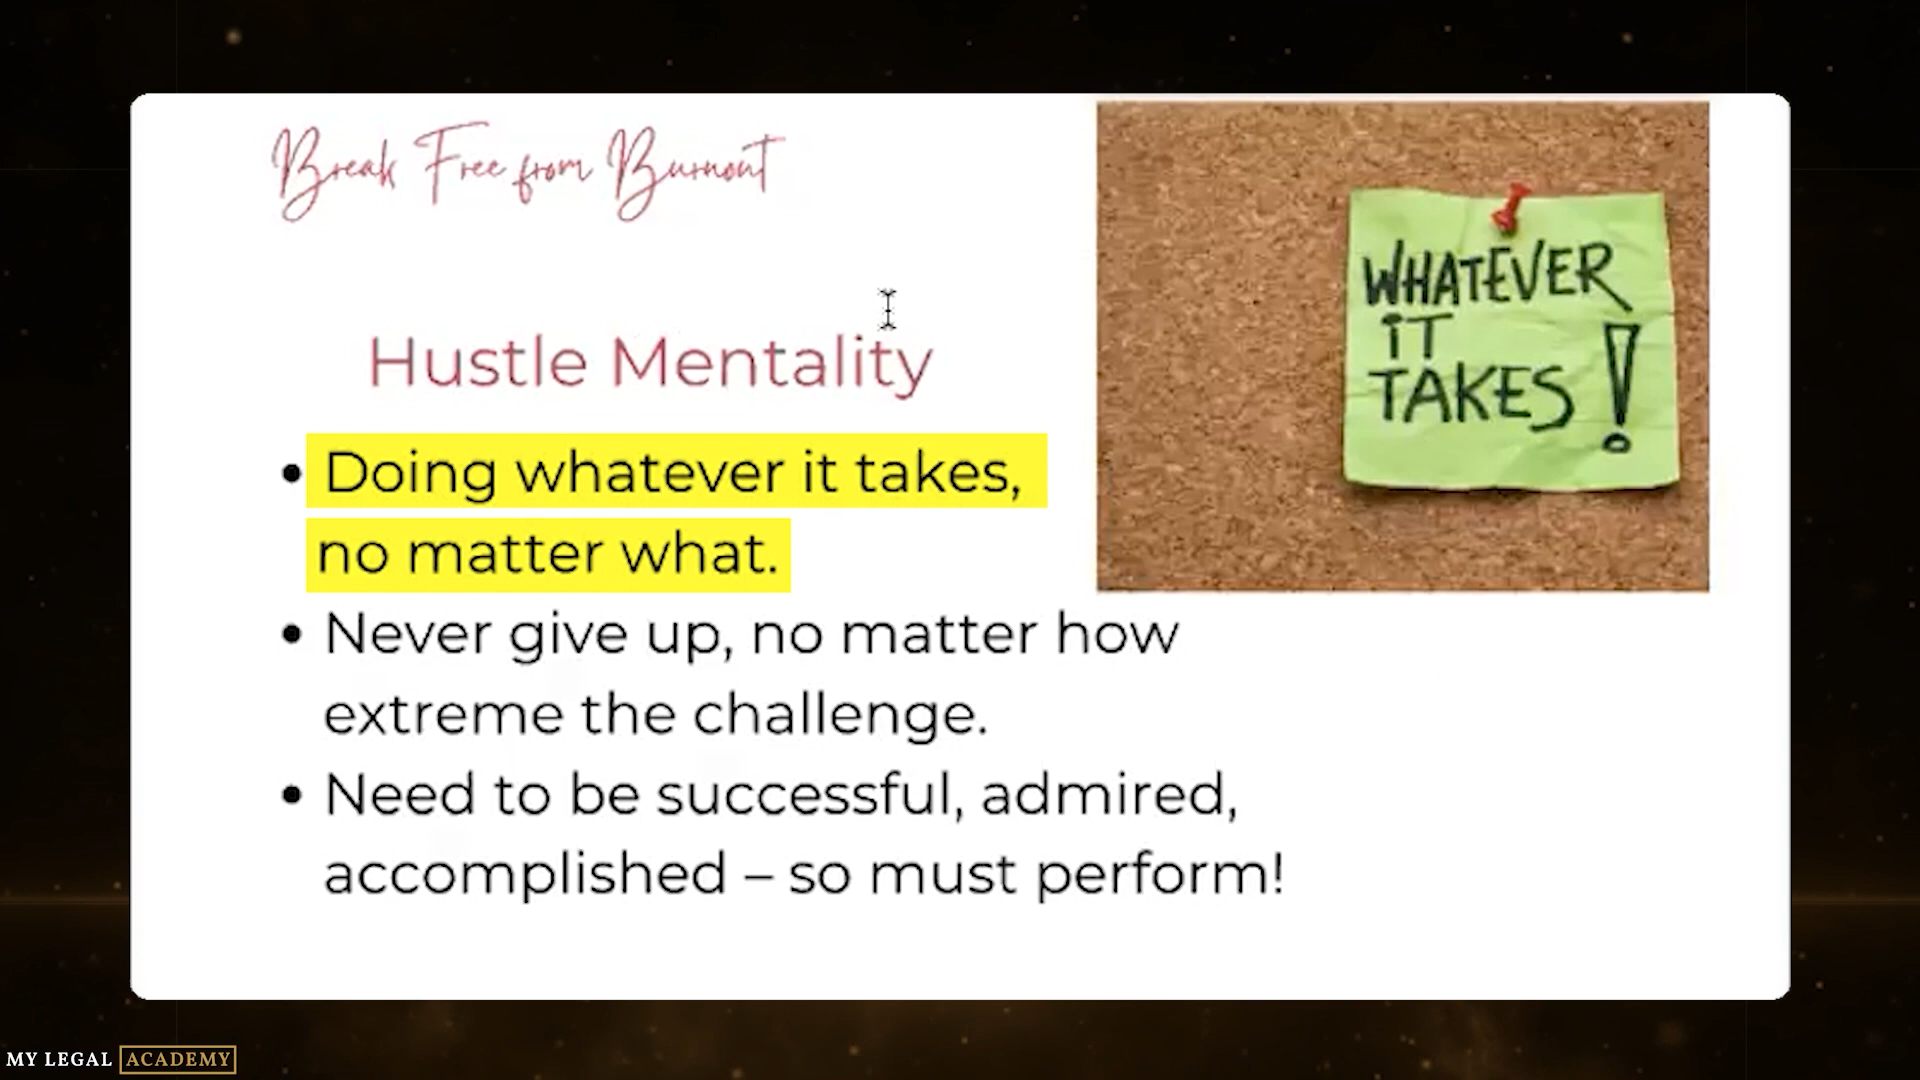 Break Free from Burnout
WHATEVER
IT
TAKES!
Hustle Mentality
• Doing whatever it takes,
no matter what.
• Never give up, no matter how
extreme the challenge.
• Need to be successful, admired,
accomplished – so must perform!
MY LEGAL ACADEMY